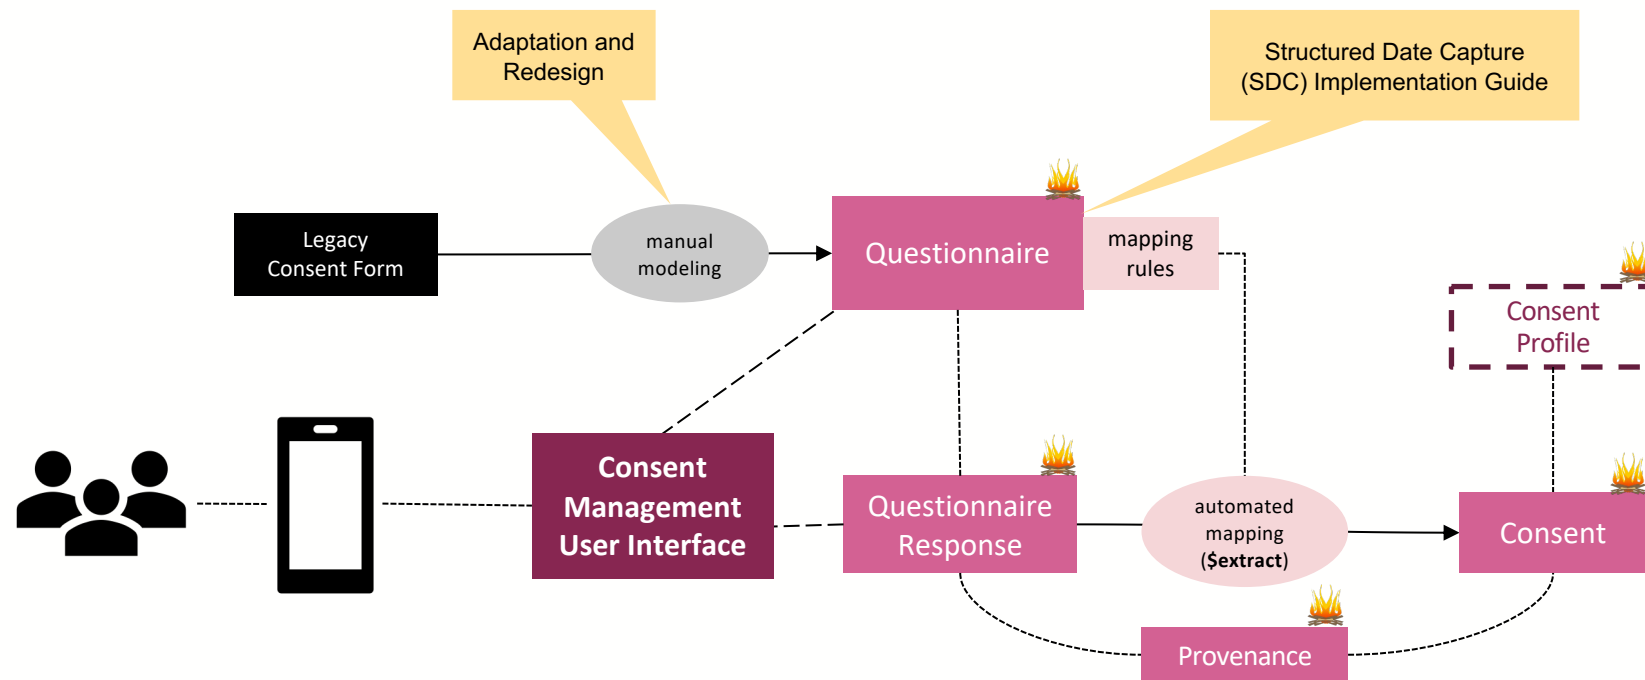 Adaptation and
Redesign
Structured Date Capture
(SDC) Implementation Guide
Legacy
Consent Form
manual
modeling
Questionnaire
mapping
rules
Consent
Profile
Consent
Management
User Interface
Questionnaire
Response
automated
mapping
($extract)
Consent
Provenance